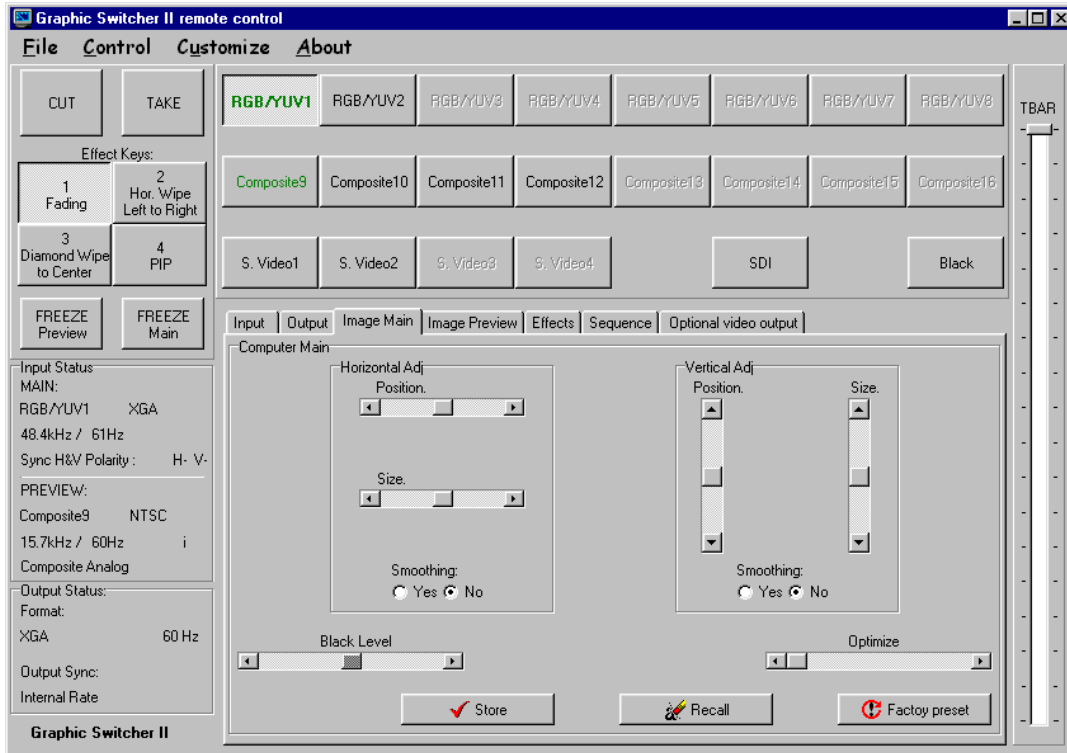 Graphic Switcher II remote control
File Control Customize About
CUT TAKE
Effect Keys:
1 Fading
2 Hor. Wipe Left to Right
3 Diamond Wipe to Center
4 PIP
FREEZE Preview
FREEZE Main
RGB/YUV1 RGB/YUV2 RGB/YUV3 RGB/YUV4 RGB/YUV5 RGB/YUV6 RGB/YUV7 RGB/YUV8
Composite9 Composite10 Composite11 Composite12 Composite13 Composite14 Composite15 Composite16
S. Video1 S. Video2 S. Video3 S. Video4 SDI Black
TBAR
Input Status
MAIN:
RGB/YUV1 XGA
48.4kHz / 61Hz
Sync H&V Polarity : H- V-
PREVIEW:
Composite9 NTSC
15.7kHz / 60Hz i
Composite Analog
Output Status:
Format:
XGA 60 Hz
Output Sync:
Internal Rate
Graphic Switcher II
Input Output Image Main Image Preview Effects Sequence Optional video output
Computer Main
Horizontal Adj
Position.
Size.
Smoothing:
Yes No
Vertical Adj
Position. Size.
Smoothing:
Yes No
Black Level
Optimize
Store Recall Factoy preset